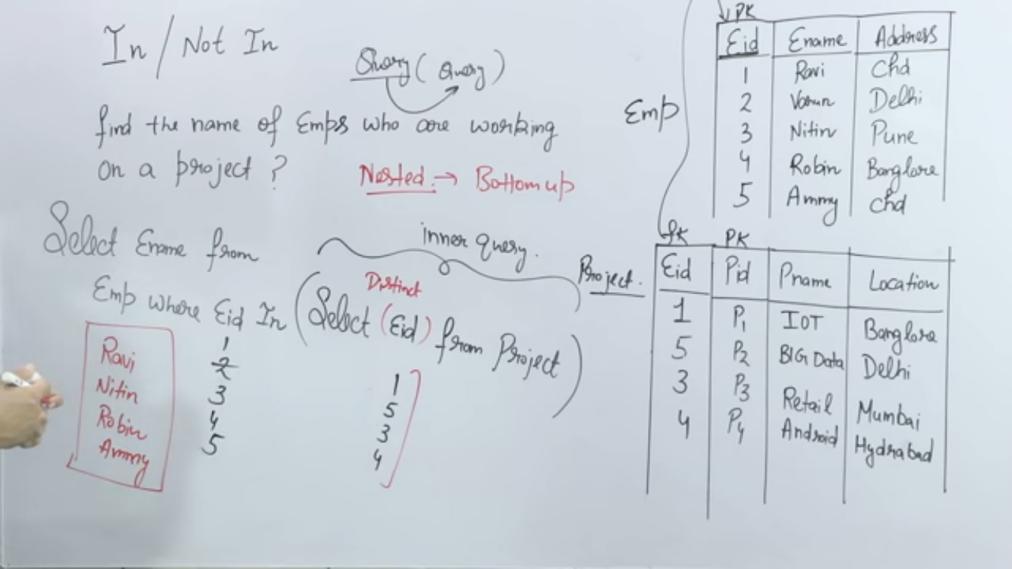 In / Not In
Query ( Query )
find the name of Emps who are working
on a project ?
Nested → Bottom up
Select Ename from
inner query.
Emp where Eid In ( Select Distinct (Eid) from Project )
1
2
3
4
5
1
5
3
4
Ravi
Nitin
Robin
Ammy
Emp
PK
Eid Ename Address
1 Ravi Chd
2 Varun Delhi
3 Nitin Pune
4 Robin Banglore
5 Ammy Chd
Project.
fK PK
Eid Pid Pname Location
1 P1 IOT Banglore
5 P2 BIG Data Delhi
3 P3 Retail Mumbai
4 P4 Android Hydrabad